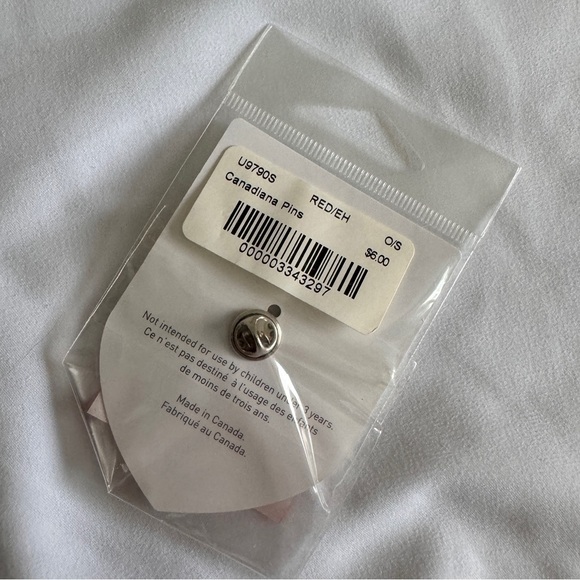 U9790S RED/EH O/S
Canadiana Pins $6.00
000003343297
Not intended for use by children under 3 years.
Ce n'est pas destiné à l'usage des enfants
de moins de trois ans.
Made in Canada.
Fabriqué au Canada.